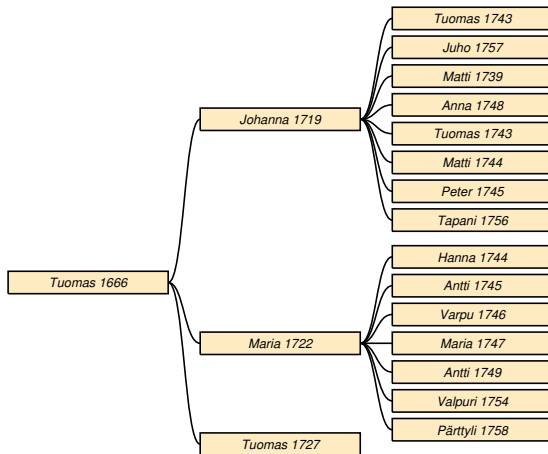 Tuomas 1743
Juho 1757
Matti 1739
Anna 1748
Johanna 1719
Tuomas 1743
Matti 1744
Peter 1745
Tapani 1756
Hanna 1744
Tuomas 1666
Antti 1745
Varpu 1746
Maria 1722
Maria 1747
Antti 1749
Valpuri 1754
Pärttyli 1758
Tuomas 1727